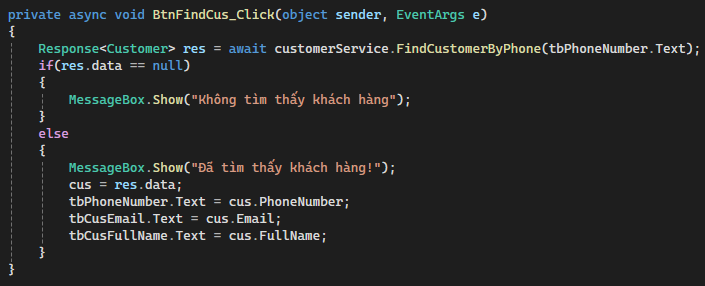 private async void BtnFindCus_Click(object sender, EventArgs e)
{
    Response<Customer> res = await customerService.FindCustomerByPhone(tbPhoneNumber.Text);
    if(res.data == null)
    {
        MessageBox.Show("Không tìm thấy khách hàng");
    }
    else
    {
        MessageBox.Show("Đã tìm thấy khách hàng!");
        cus = res.data;
        tbPhoneNumber.Text = cus.PhoneNumber;
        tbCusEmail.Text = cus.Email;
        tbCusFullName.Text = cus.FullName;
    }
}